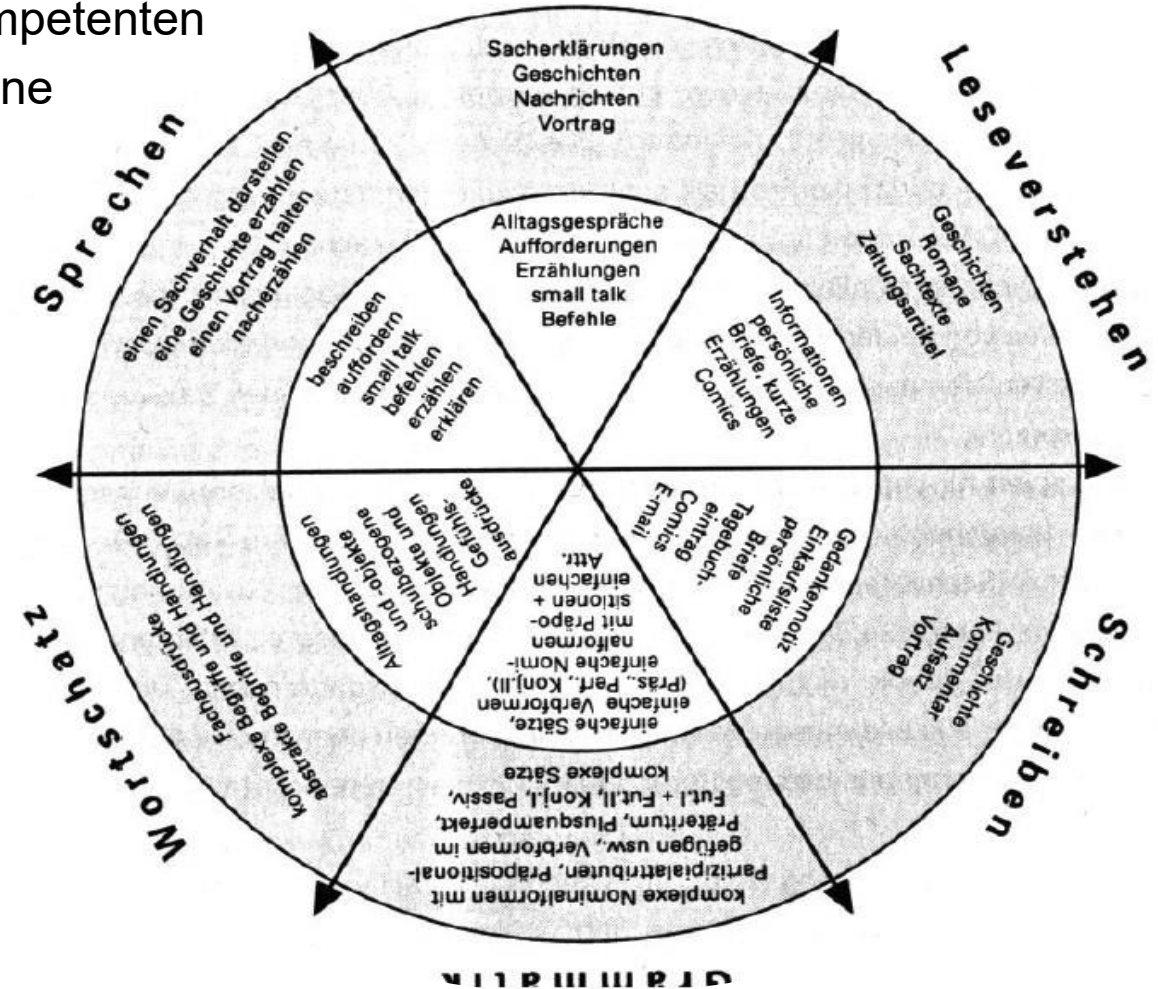 mpetenten
ne
Sacherklärungen
Geschichten
Nachrichten
Vortrag
Alltagsgespräche
Aufforderungen
Erzählungen
small talk
Befehle
Leseverstehen
Geschichten
Romane
Sachtexte
Zeitungsartikel
Informationen
persönliche
Briefe, kurze
Erzählungen
Comics
Schreiben
Geschichte
Kommentar
Aufsatz
Vortrag
Gedankennotiz
Einkaufsliste
persönliche
Briefe
Tagebuch-
eintrag
Comics
E-mail
Grammatik
komplexe Nominalformen mit
Partizipialattributen, Präpositional-
gefügen usw., Verbformen im
Präteritum, Plusquamperfekt,
Fut.I + Fut.II, Konj.I, Passiv,
komplexe Sätze
einfache Sätze,
einfache Verbformen
(Präs., Perf., Konj.II),
einfache Nomi-
nalformen
mit Präpo-
sitionen +
einfachen
Attr.
Wortschatz
abstrakte Begriffe und Handlungen
komplexe Begriffe und Handlungen
Fachausdrücke
Alltagshandlungen
und -objekte
schulbezogene
Objekte und
Handlungen
Gefühls-
ausdrücke
Sprechen
einen Sachverhalt darstellen
eine Geschichte erzählen
einen Vortrag halten
nacherzählen
beschreiben
auffordern
small talk
befehlen
erzählen
erklären